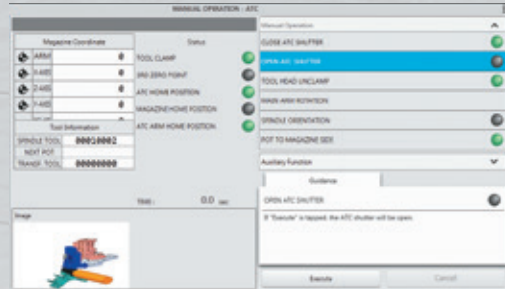 MANUAL OPERATION - ATC
Magazine Coordinate
ARM 0
X-AXIS 0
Z-AXIS 0
Y-AXIS 0
Tool Information
SPINDLE TOOL 00010002
NEXT POT
TRANSF. TOOL 00000000
Status
TOOL CLAMP
3RD ZERO POINT
ATC HOME POSITION
MAGAZINE HOME POSITION
ATC ARM HOME POSITION
TIME : 0.0 sec
Image
Manual Operation
CLOSE ATC SHUTTER
OPEN ATC SHUTTER
TOOL HEAD UNCLAMP
MAIN ARM ROTATION
SPINDLE ORIENTATION
POT TO MAGAZINE SIDE
Auxiliary Function
Guidance
OPEN ATC SHUTTER
If "Execute" is tapped, the ATC shutter will be open.
Execute
Cancel